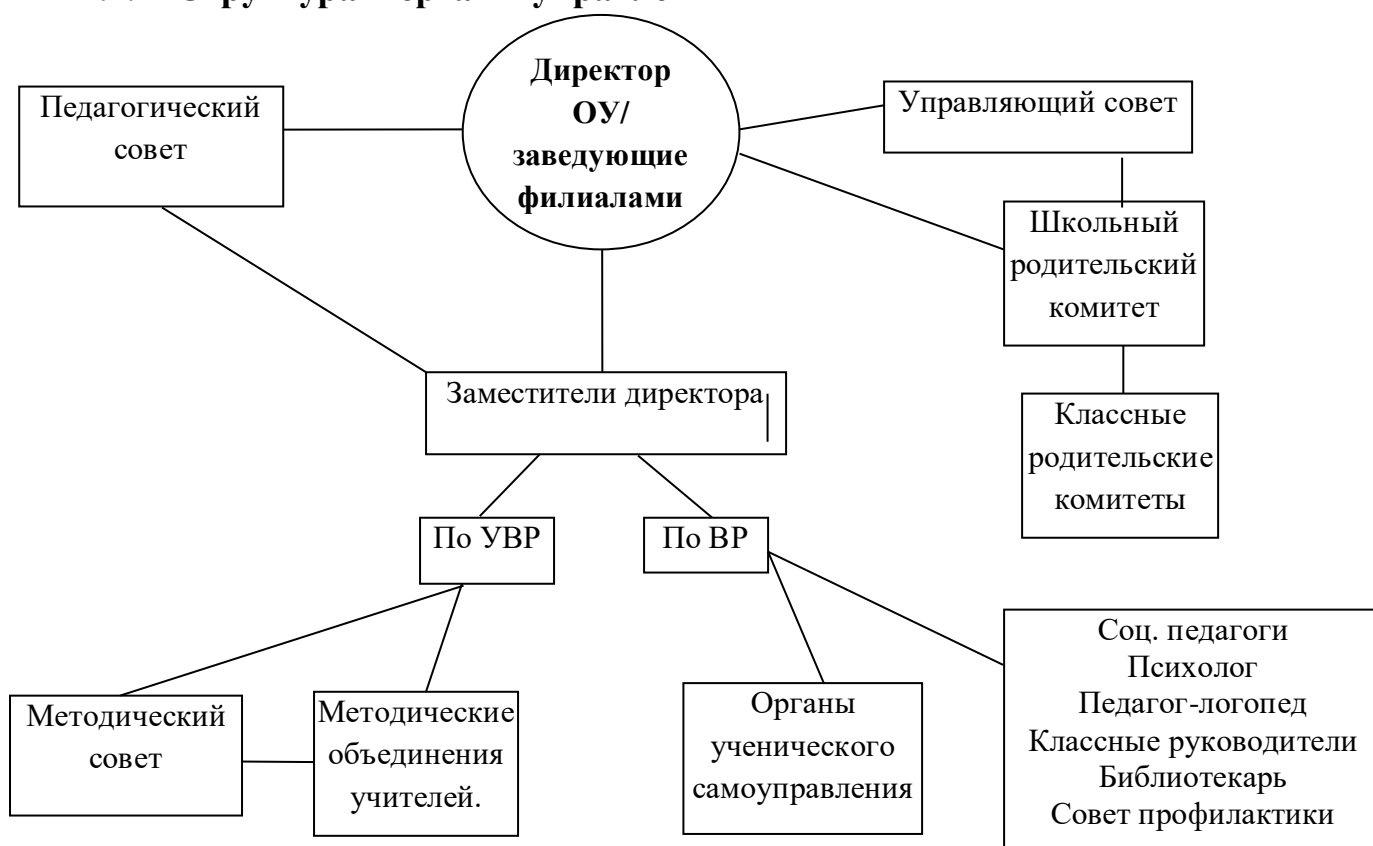 Директор
ОУ/
заведующие
филиалами
Педагогический
совет
Управляющий совет
Школьный
родительский
комитет
Классные
родительские
комитеты
Заместители директора
По УВР
По ВР
Методический
совет
Методические
объединения
учителей.
Органы
ученического
самоуправления
Соц. педагоги
Психолог
Педагог-логопед
Классные руководители
Библиотекарь
Совет профилактики